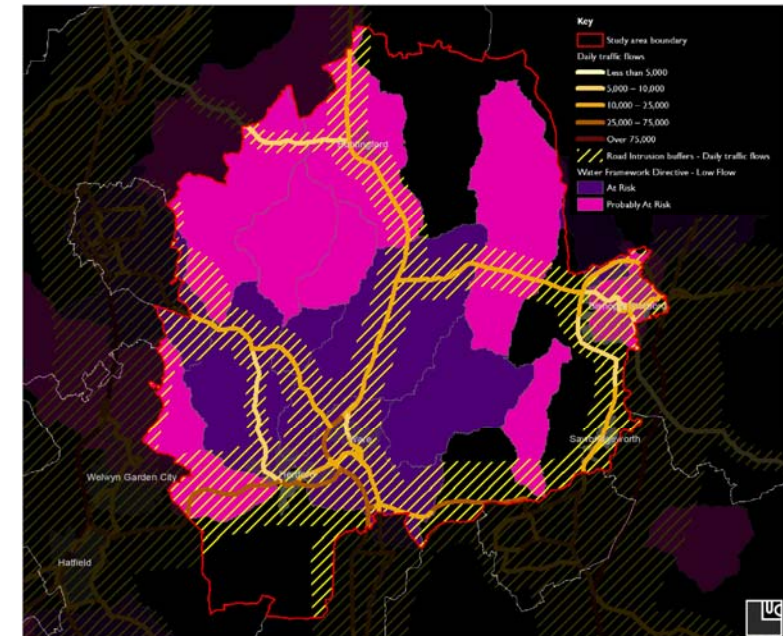 Key
Study area boundary
Daily traffic flows
Less than 5,000
5,000 – 10,000
10,000 – 25,000
25,000 – 75,000
Over 75,000
Road Intrusion buffers - Daily traffic flows
Water Framework Directive - Low Flow
At Risk
Probably At Risk
Buntingford
Bishop's Stortford
Ware
Sawbridgeworth
Welwyn Garden City
Hertford
Hatfield
LUC